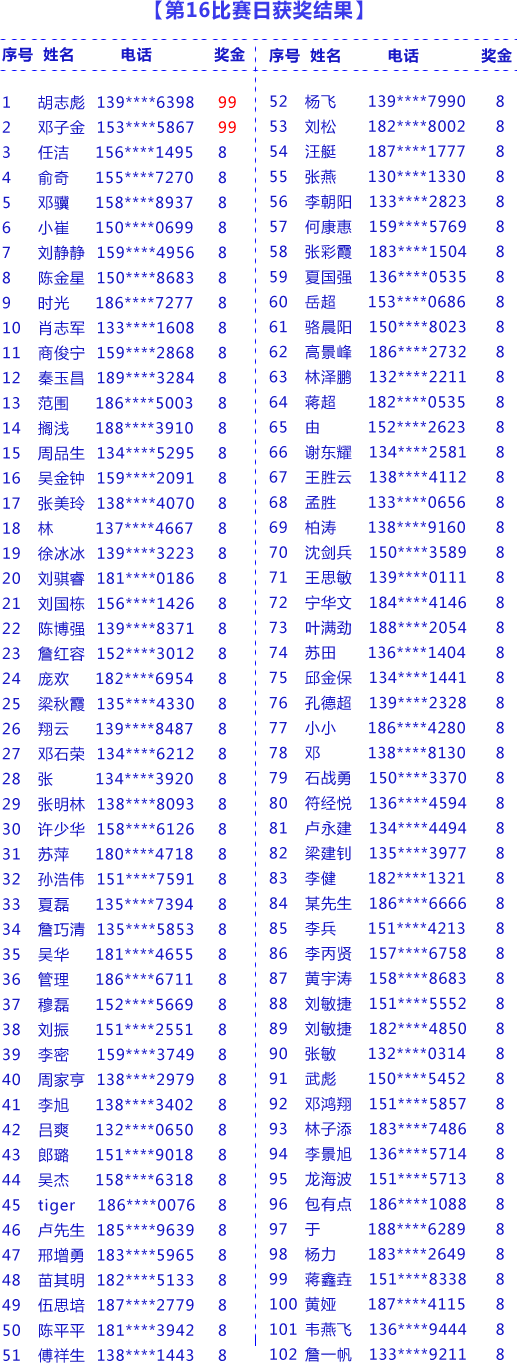 【第16比赛日获奖结果】
序号 姓名 电话 奖金
1 胡志彪 139****6398 99
2 邓子金 153****5867 99
3 任洁 156****1495 8
4 俞奇 155****7270 8
5 邓骥 158****8937 8
6 小崔 150****0699 8
7 刘静静 159****4956 8
8 陈金星 150****8683 8
9 时光 186****7277 8
10 肖志军 133****1608 8
11 商俊宁 159****2868 8
12 秦玉昌 189****3284 8
13 范围 186****5003 8
14 搁浅 188****3910 8
15 周品生 134****5295 8
16 吴金钟 159****2091 8
17 张美玲 138****4070 8
18 林 137****4667 8
19 徐冰冰 139****3223 8
20 刘骐睿 181****0186 8
21 刘国栋 156****1426 8
22 陈博强 139****8371 8
23 詹红容 152****3012 8
24 庞欢 182****6954 8
25 梁秋霞 135****4330 8
26 翔云 139****8487 8
27 邓石荣 134****6212 8
28 张 134****3920 8
29 张明林 138****8093 8
30 许少华 158****6126 8
31 苏萍 180****4718 8
32 孙浩伟 151****7591 8
33 夏磊 135****7394 8
34 詹巧清 135****5853 8
35 吴华 181****4655 8
36 管理 186****6711 8
37 穆磊 152****5669 8
38 刘振 151****2551 8
39 李密 159****3749 8
40 周家亨 138****2979 8
41 李旭 138****3402 8
42 吕爽 132****0650 8
43 郎璐 151****9018 8
44 吴杰 158****6318 8
45 tiger 186****0076 8
46 卢先生 185****9639 8
47 邢增勇 183****5965 8
48 苗其明 182****5133 8
49 伍思培 187****2779 8
50 陈平平 181****3942 8
51 傅祥生 138****1443 8
序号 姓名 电话 奖金
52 杨飞 139****7990 8
53 刘松 182****8002 8
54 汪艇 187****1777 8
55 张燕 130****1330 8
56 李朝阳 133****2823 8
57 何康惠 159****5769 8
58 张彩霞 183****1504 8
59 夏国强 136****0535 8
60 岳超 153****0686 8
61 骆晨阳 150****8023 8
62 高景峰 186****2732 8
63 林泽鹏 132****2211 8
64 蒋超 182****0535 8
65 由 152****2623 8
66 谢东耀 134****2581 8
67 王胜云 138****4112 8
68 孟胜 133****0656 8
69 柏涛 138****9160 8
70 沈剑兵 150****3589 8
71 王思敏 139****0111 8
72 宁华文 184****4146 8
73 叶满劲 188****2054 8
74 苏田 136****1404 8
75 邱金保 134****1441 8
76 孔德超 139****2328 8
77 小小 186****4280 8
78 邓 138****8130 8
79 石战勇 150****3370 8
80 符经悦 136****4594 8
81 卢永建 134****4494 8
82 梁建钊 135****3977 8
83 李健 182****1321 8
84 某先生 186****6666 8
85 李兵 151****4213 8
86 李丙贤 157****6758 8
87 黄宇涛 158****8683 8
88 刘敏捷 151****5552 8
89 刘敏捷 182****4850 8
90 张敏 132****0314 8
91 武彪 150****5452 8
92 邓鸿翔 151****5857 8
93 林子添 183****7486 8
94 李景旭 136****5714 8
95 龙海波 151****5713 8
96 包有点 186****1088 8
97 于 188****6289 8
98 杨力 183****2649 8
99 蒋鑫垚 151****8338 8
100 黄娅 187****4115 8
101 韦燕飞 136****9444 8
102 詹一帆 133****9211 8